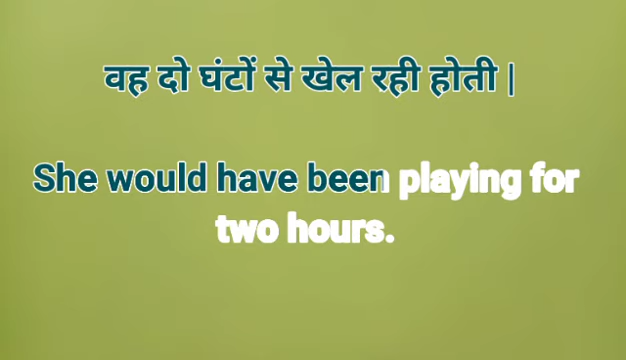 वह दो घंटों से खेल रही होती |
She would have been playing for
two hours.